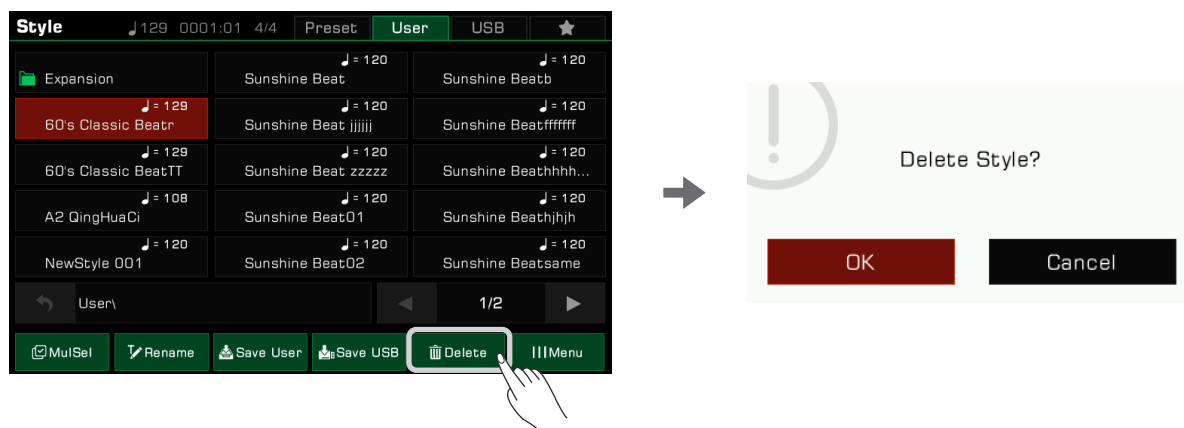 Style ♩129 0001:01 4/4 Preset User USB ★
♩= 120 ♩= 120
Expansion Sunshine Beat Sunshine Beatb
♩= 129 ♩= 120 ♩= 120
60's Classic Beatr Sunshine Beat jjjjjj Sunshine Beatfffffff
♩= 129 ♩= 120 ♩= 120
60's Classic BeatTT Sunshine Beat zzzzz Sunshine Beathhhh...
♩= 108 ♩= 120 ♩= 120
A2 QingHuaCi Sunshine Beat01 Sunshine Beathjhjh
♩= 120 ♩= 120 ♩= 120
NewStyle 001 Sunshine Beat02 Sunshine Beatsame
User\ 1/2
MulSel Rename Save User Save USB Delete Menu
Delete Style?
OK Cancel